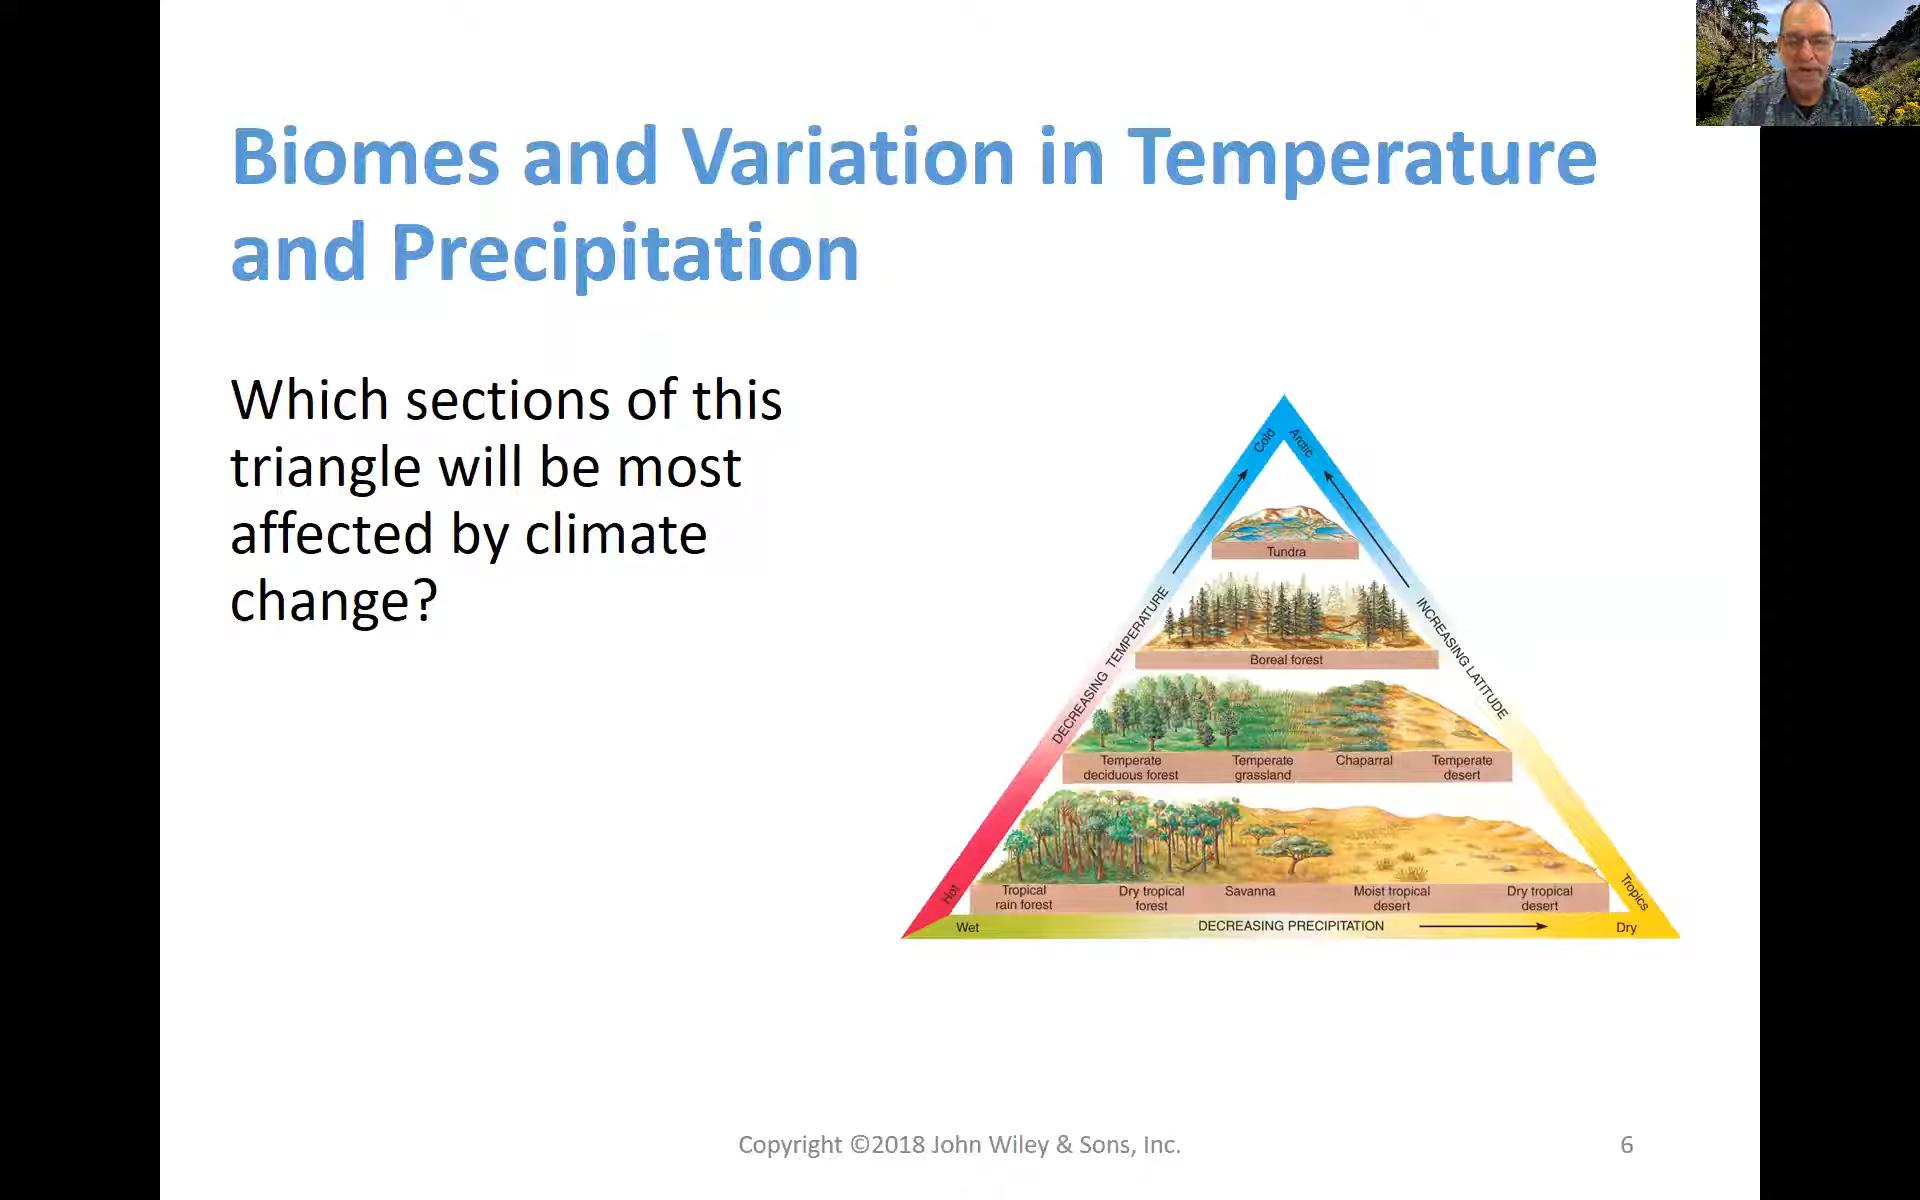 Biomes and Variation in Temperature
and Precipitation
Which sections of this
triangle will be most
affected by climate
change?
Cold
Arctic
DECREASING TEMPERATURE
INCREASING LATITUDE
Tundra
Boreal forest
Temperate
deciduous forest
Temperate
grassland
Chaparral
Temperate
desert
Hot
Tropical
rain forest
Dry tropical
forest
Savanna
Moist tropical
desert
Dry tropical
desert
Tropics
Wet
DECREASING PRECIPITATION
Dry
Copyright ©2018 John Wiley & Sons, Inc.
6